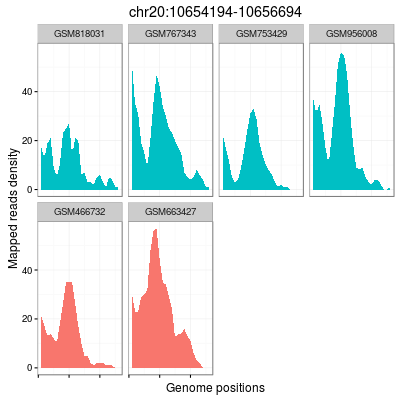 chr20:10654194-10656694
GSM818031 GSM767343 GSM753429 GSM956008
40
20
0
Mapped reads density
GSM466732 GSM663427
40
20
0
Genome positions